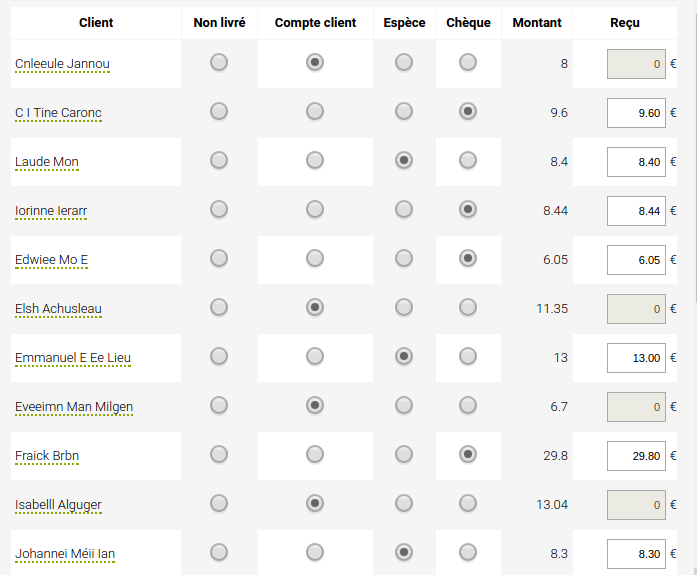 Client Non livré Compte client Espèce Chèque Montant Reçu
Cnleeule Jannou 8 0 €
C I Tine Caronc 9.6 9.60 €
Laude Mon 8.4 8.40 €
Iorinne Ierarr 8.44 8.44 €
Edwiee Mo E 6.05 6.05 €
Elsh Achusleau 11.35 0 €
Emmanuel E Ee Lieu 13 13.00 €
Eveeimn Man Milgen 6.7 0 €
Fraick Brbn 29.8 29.80 €
Isabelll Alguger 13.04 0 €
Johannei Méii Ian 8.3 8.30 €